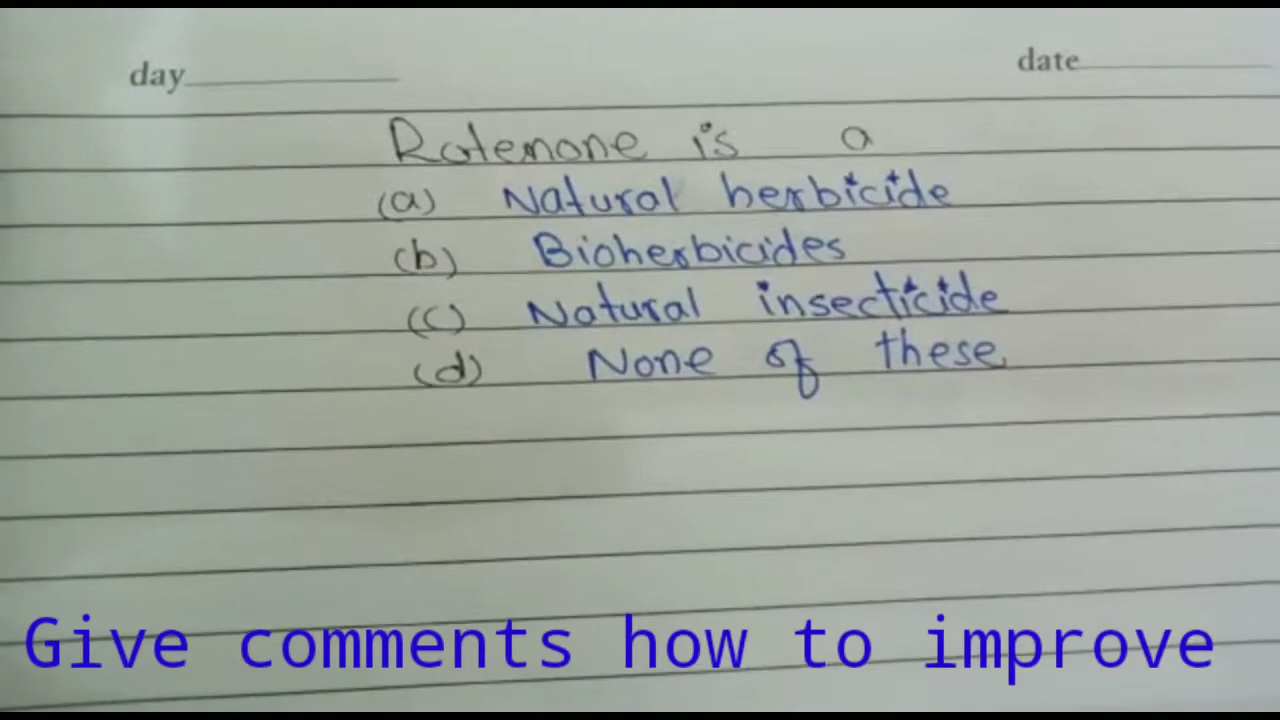 day date
Rotenone is a
(a) Natural herbicide
(b) Bioherbicides
(c) Natural insecticide
(d) None of these
Give comments how to improve